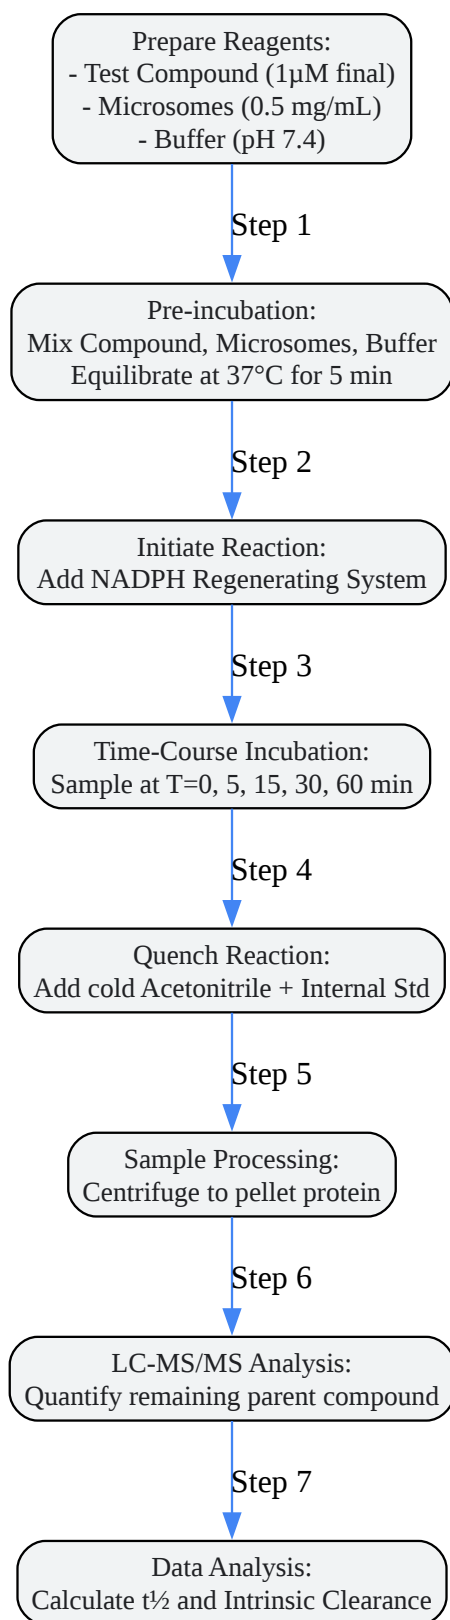 Prepare Reagents:
- Test Compound (1µM final)
- Microsomes (0.5 mg/mL)
- Buffer (pH 7.4)
Step 1
Pre-incubation:
Mix Compound, Microsomes, Buffer
Equilibrate at 37°C for 5 min
Step 2
Initiate Reaction:
Add NADPH Regenerating System
Step 3
Time-Course Incubation:
Sample at T=0, 5, 15, 30, 60 min
Step 4
Quench Reaction:
Add cold Acetonitrile + Internal Std
Step 5
Sample Processing:
Centrifuge to pellet protein
Step 6
LC-MS/MS Analysis:
Quantify remaining parent compound
Step 7
Data Analysis:
Calculate t½ and Intrinsic Clearance